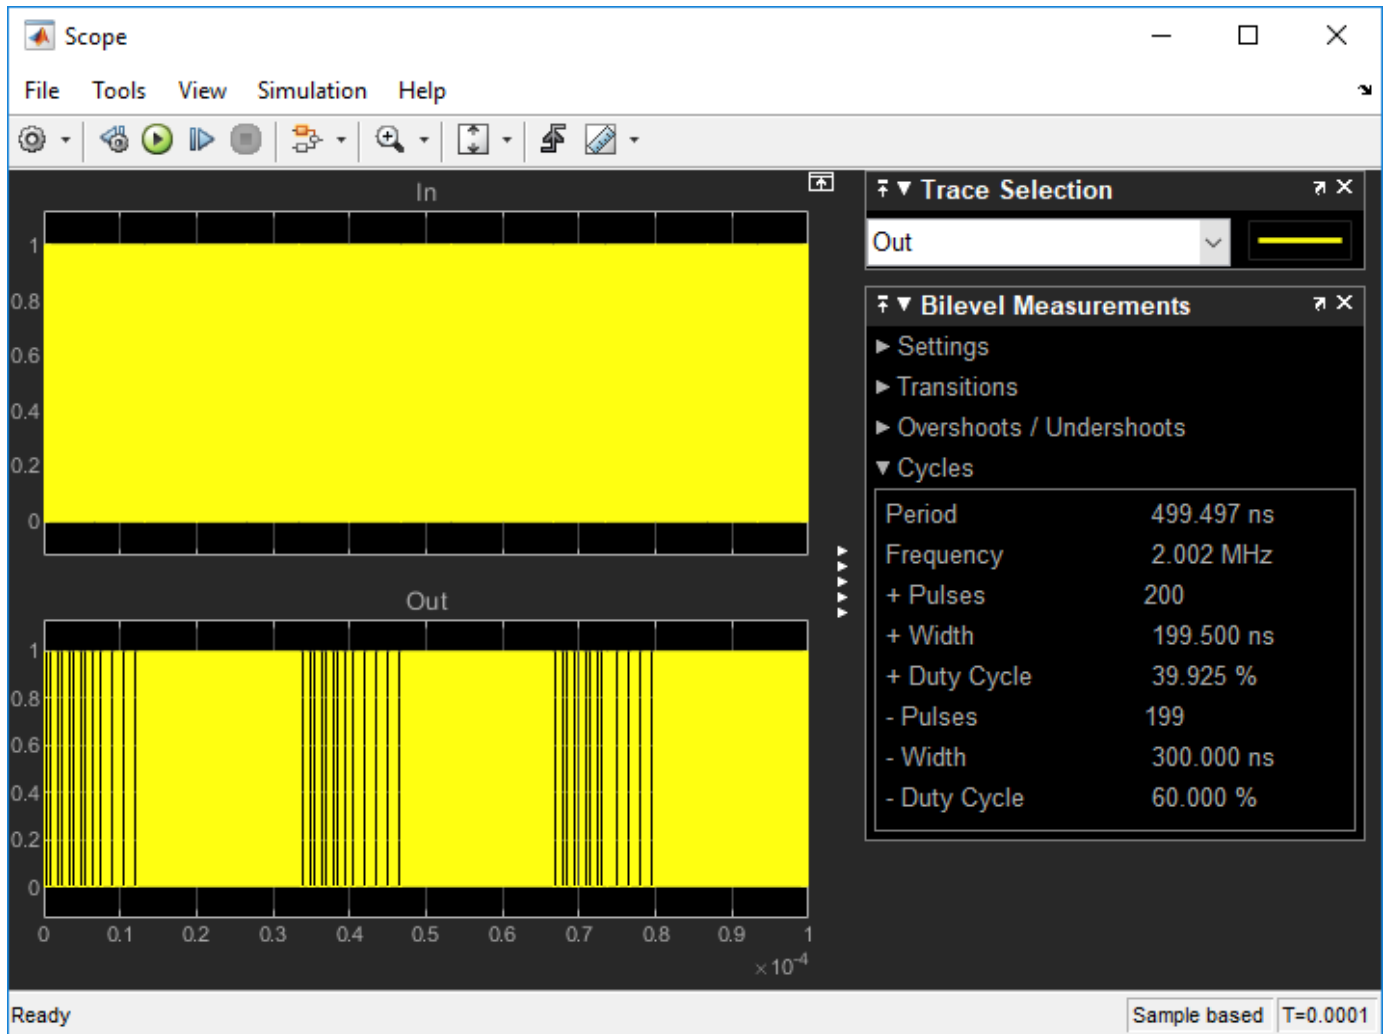 Scope
File Tools View Simulation Help
In
1
0.8
0.6
0.4
0.2
0
Out
1
0.8
0.6
0.4
0.2
0
0 0.1 0.2 0.3 0.4 0.5 0.6 0.7 0.8 0.9 1
×10-4
Trace Selection
Out
Bilevel Measurements
Settings
Transitions
Overshoots / Undershoots
Cycles
Period 499.497 ns
Frequency 2.002 MHz
+ Pulses 200
+ Width 199.500 ns
+ Duty Cycle 39.925 %
- Pulses 199
- Width 300.000 ns
- Duty Cycle 60.000 %
Ready Sample based T=0.0001